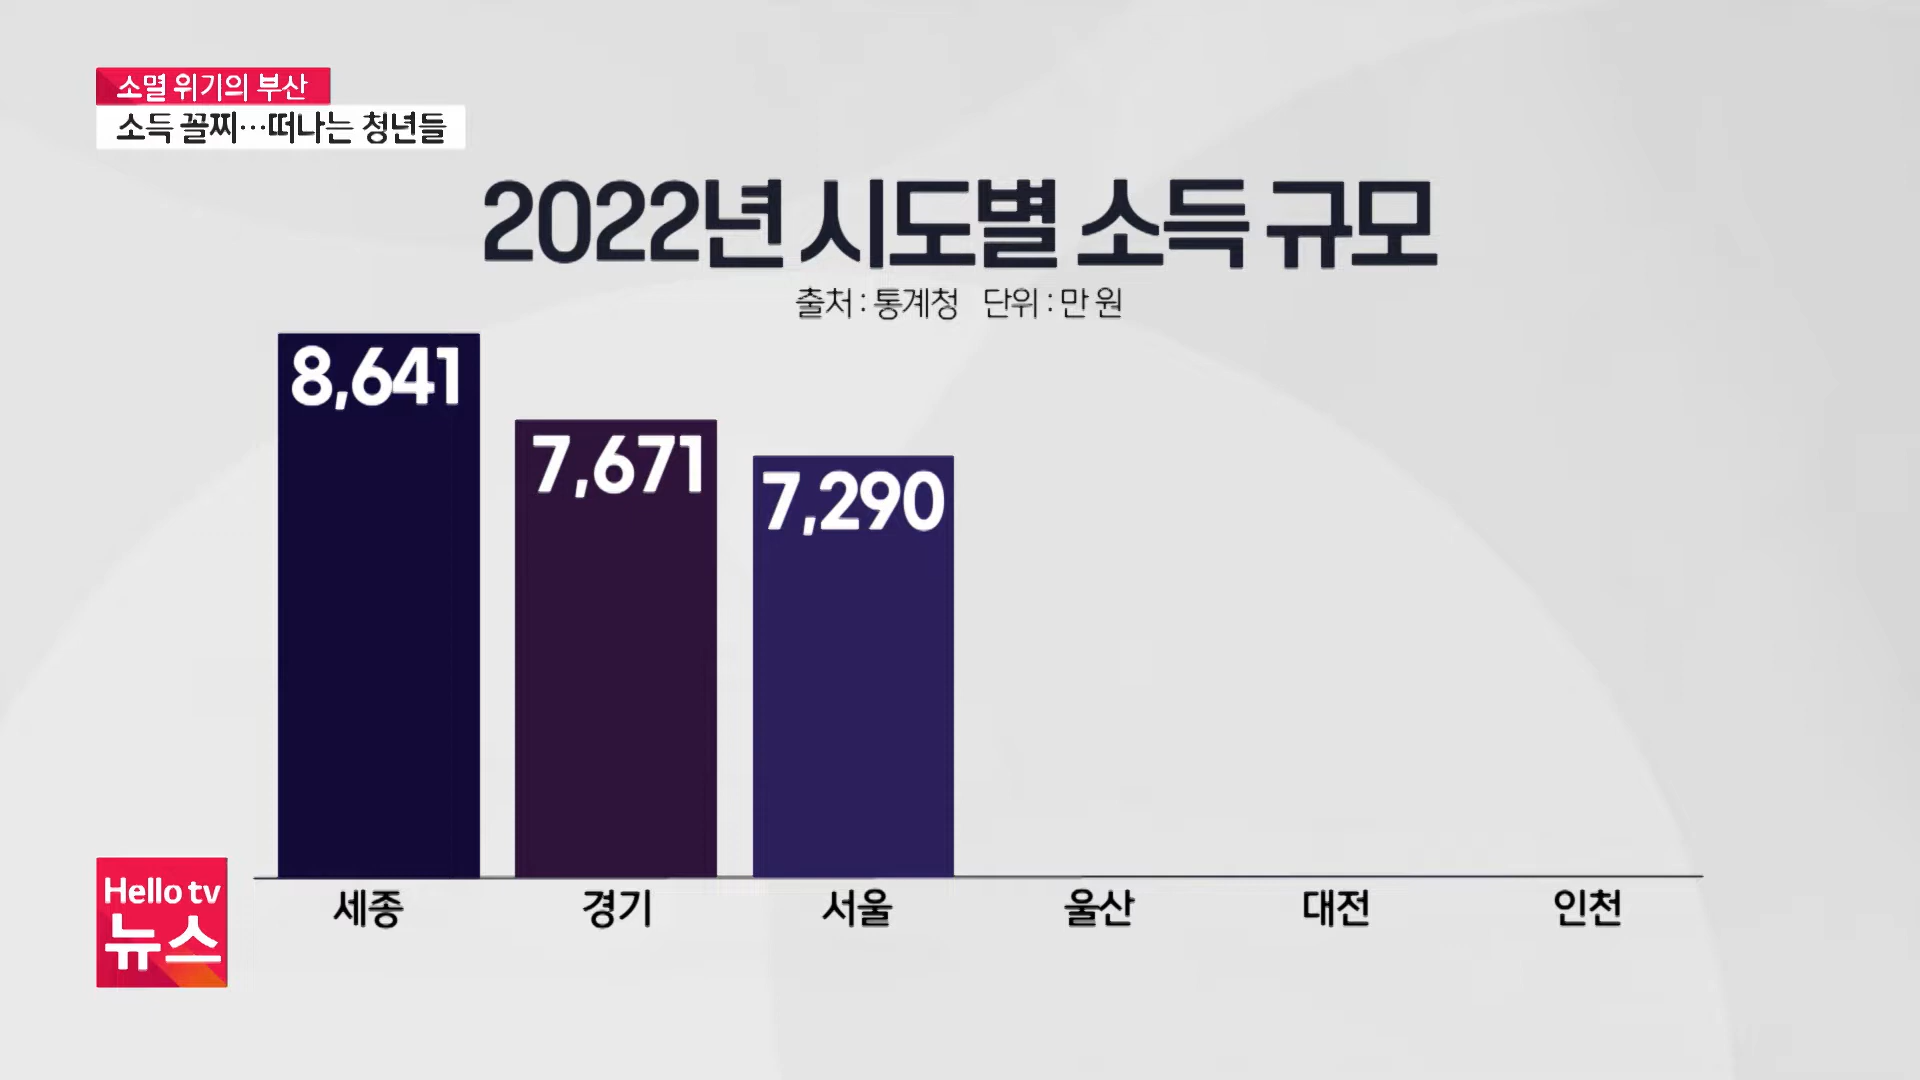 소멸 위기의 부산
소득 꼴찌…떠나는 청년들
2022년 시도별 소득 규모
출처 : 통계청 단위 : 만 원
8,641
7,671
7,290
세종 경기 서울 울산 대전 인천
Hello tv
뉴스